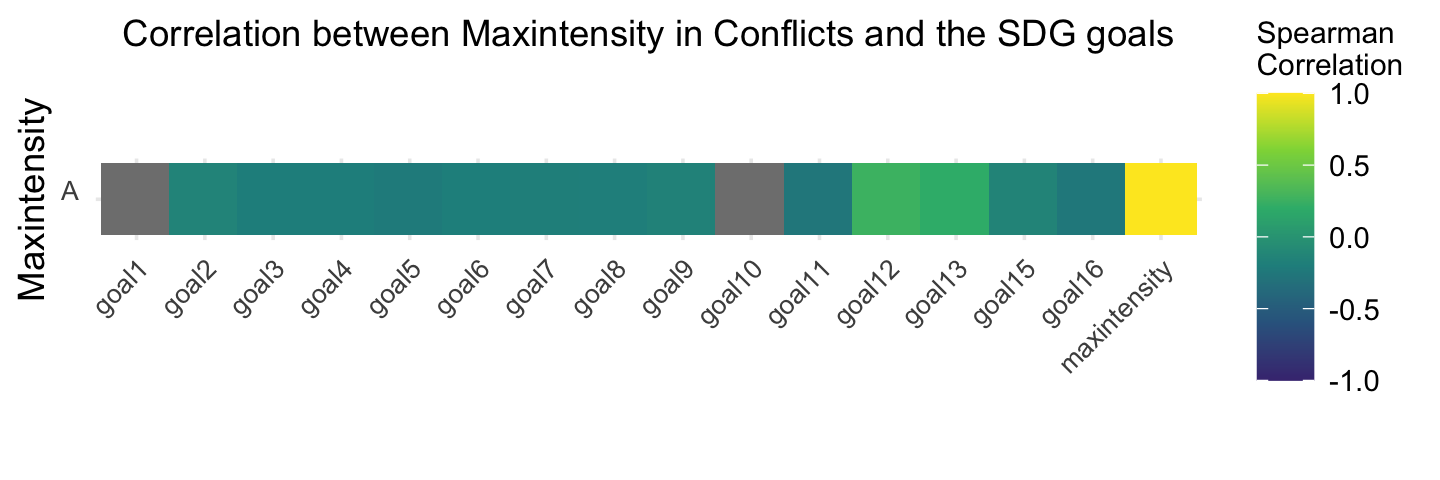 Correlation between Maxintensity in Conflicts and the SDG goals
Spearman
Correlation
1.0
0.5
0.0
-0.5
-1.0
Maxintensity
A
goal1
goal2
goal3
goal4
goal5
goal6
goal7
goal8
goal9
goal10
goal11
goal12
goal13
goal15
goal16
maxintensity